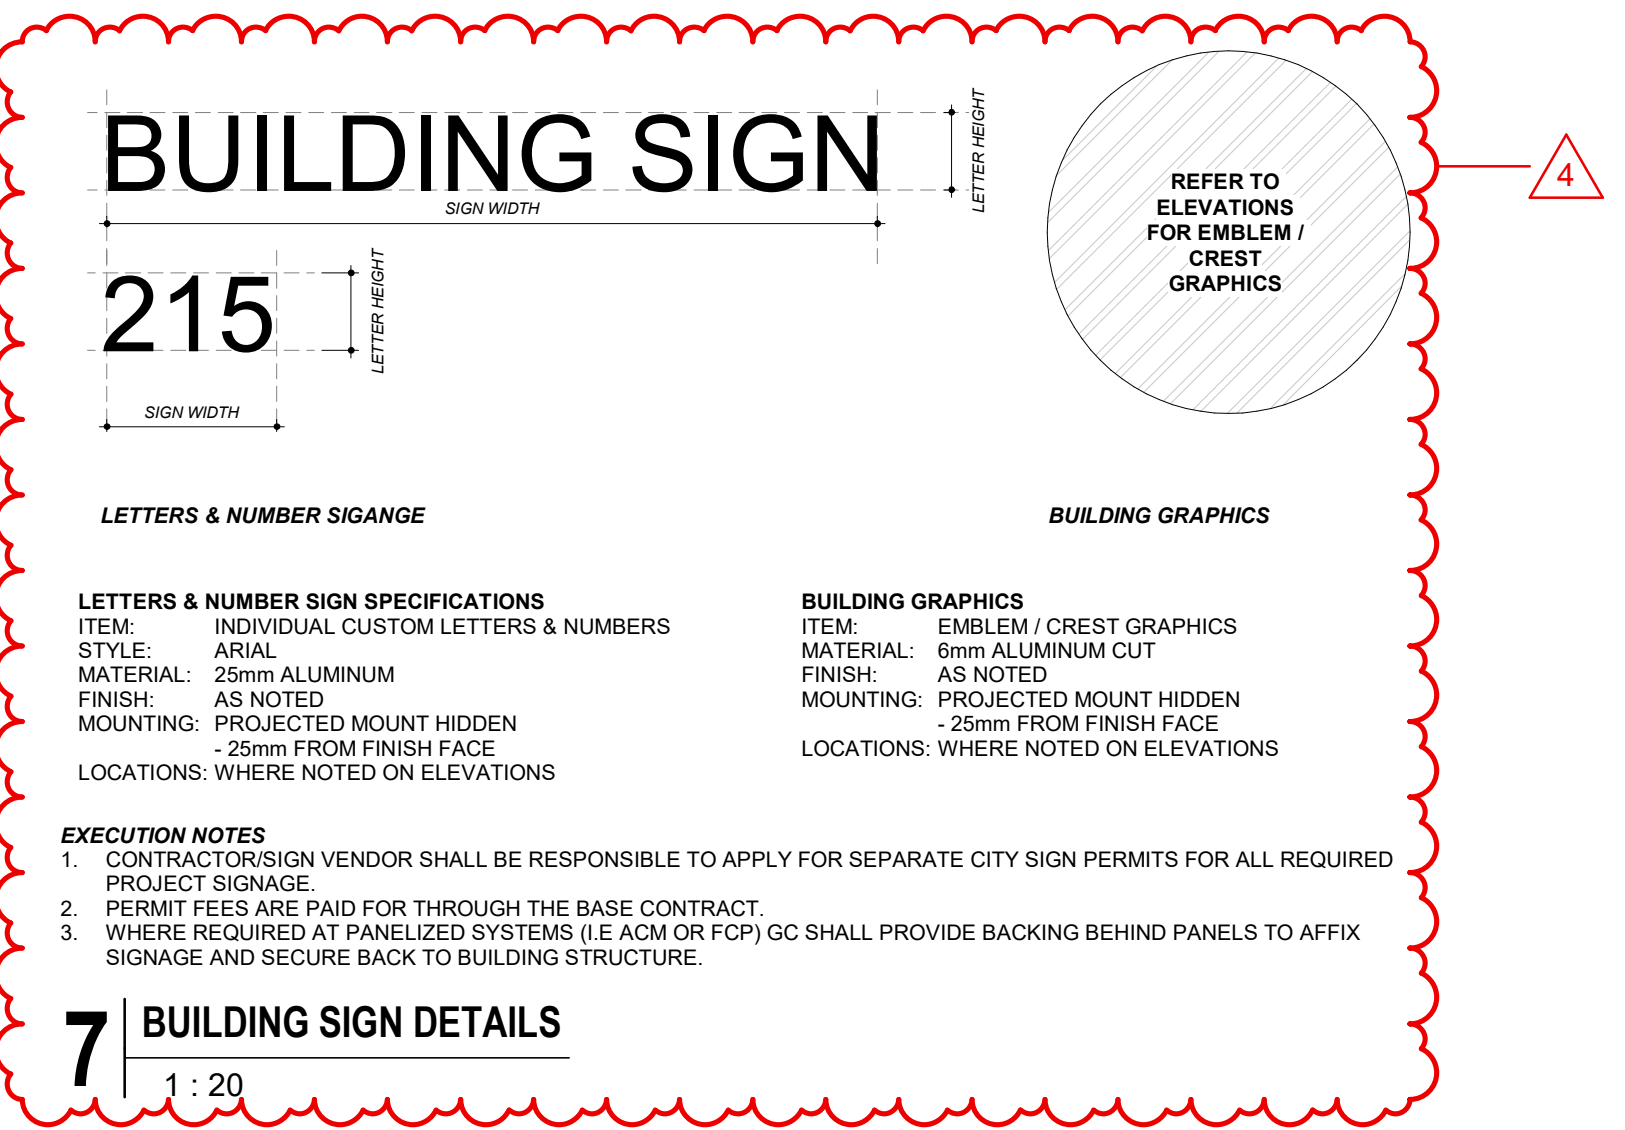 BUILDING SIGN
LETTER HEIGHT
SIGN WIDTH
215
LETTER HEIGHT
SIGN WIDTH
REFER TO
ELEVATIONS
FOR EMBLEM /
CREST
GRAPHICS
4
LETTERS & NUMBER SIGANGE
BUILDING GRAPHICS
LETTERS & NUMBER SIGN SPECIFICATIONS
ITEM: INDIVIDUAL CUSTOM LETTERS & NUMBERS
STYLE: ARIAL
MATERIAL: 25mm ALUMINUM
FINISH: AS NOTED
MOUNTING: PROJECTED MOUNT HIDDEN
- 25mm FROM FINISH FACE
LOCATIONS: WHERE NOTED ON ELEVATIONS
BUILDING GRAPHICS
ITEM: EMBLEM / CREST GRAPHICS
MATERIAL: 6mm ALUMINUM CUT
FINISH: AS NOTED
MOUNTING: PROJECTED MOUNT HIDDEN
- 25mm FROM FINISH FACE
LOCATIONS: WHERE NOTED ON ELEVATIONS
EXECUTION NOTES
1. CONTRACTOR/SIGN VENDOR SHALL BE RESPONSIBLE TO APPLY FOR SEPARATE CITY SIGN PERMITS FOR ALL REQUIRED
PROJECT SIGNAGE.
2. PERMIT FEES ARE PAID FOR THROUGH THE BASE CONTRACT.
3. WHERE REQUIRED AT PANELIZED SYSTEMS (I.E ACM OR FCP) GC SHALL PROVIDE BACKING BEHIND PANELS TO AFFIX
SIGNAGE AND SECURE BACK TO BUILDING STRUCTURE.
7
BUILDING SIGN DETAILS
1 : 20